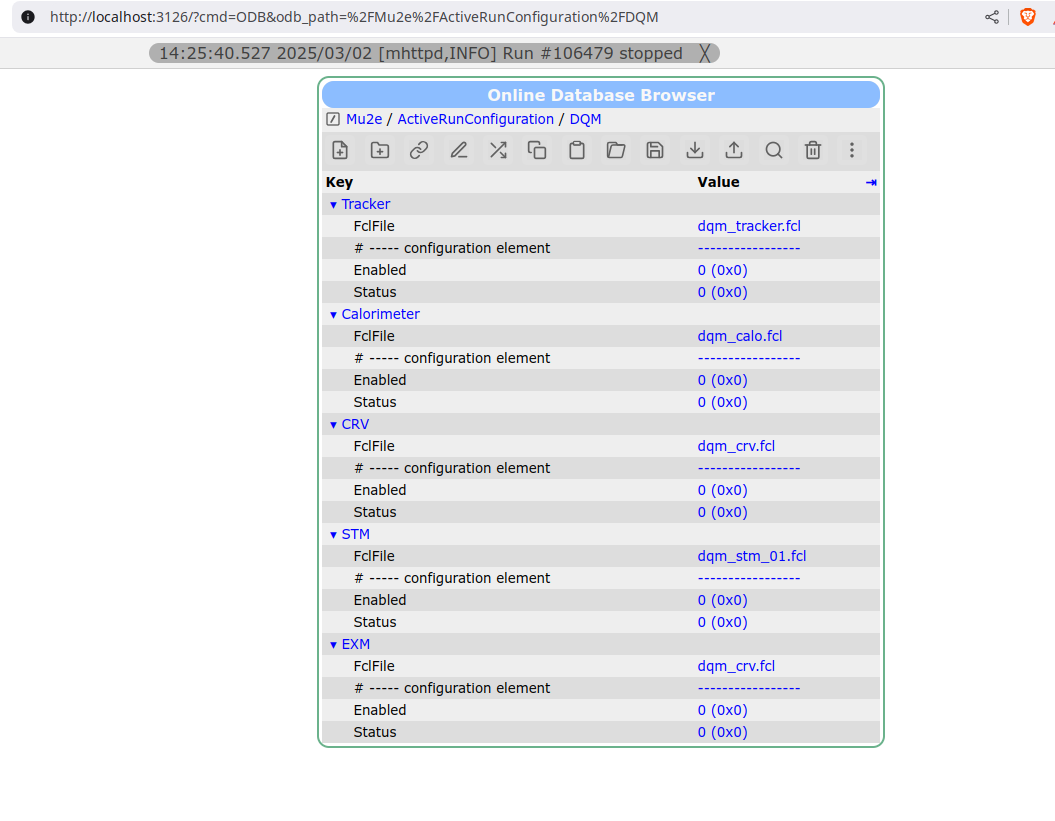 http://localhost:3126/?cmd=ODB&odb_path=%2FMu2e%2FActiveRunConfiguration%2FDQM
14:25:40.527 2025/03/02 [mhttpd,INFO] Run #106479 stopped ╳
Online Database Browser
Mu2e / ActiveRunConfiguration / DQM
Key Value ⇥
▼ Tracker
FclFile dqm_tracker.fcl
# ----- configuration element -----------------
Enabled 0 (0x0)
Status 0 (0x0)
▼ Calorimeter
FclFile dqm_calo.fcl
# ----- configuration element -----------------
Enabled 0 (0x0)
Status 0 (0x0)
▼ CRV
FclFile dqm_crv.fcl
# ----- configuration element -----------------
Enabled 0 (0x0)
Status 0 (0x0)
▼ STM
FclFile dqm_stm_01.fcl
# ----- configuration element -----------------
Enabled 0 (0x0)
Status 0 (0x0)
▼ EXM
FclFile dqm_crv.fcl
# ----- configuration element -----------------
Enabled 0 (0x0)
Status 0 (0x0)